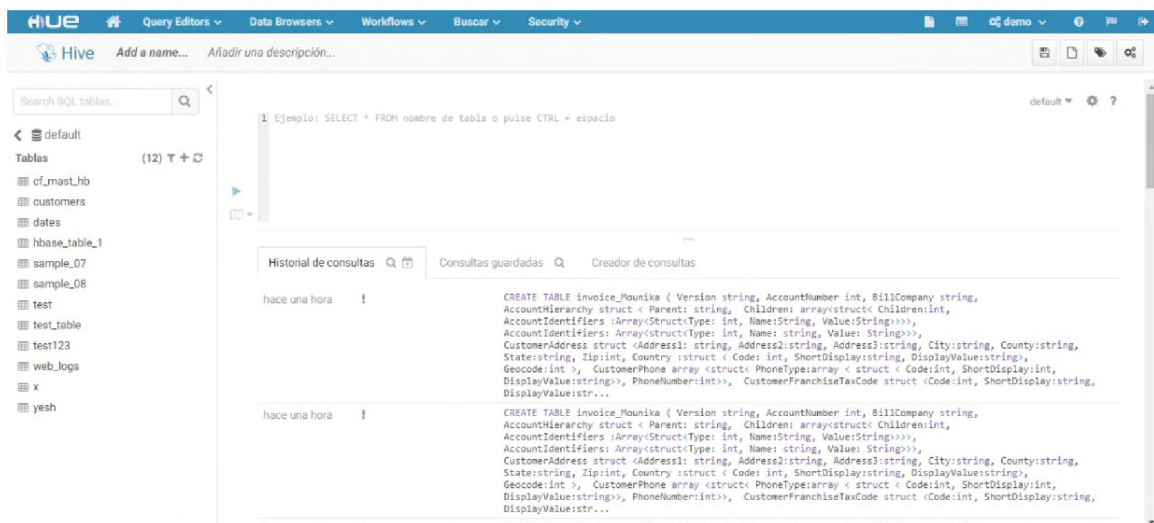 HUE Query Editors Data Browsers Workflows Buscar Security demo
Hive Add a name... Añadir una descripción...
Search SQL tablas...
default
? 
default
Tablas (12)
cf_mast_hb
customers
dates
hbase_table_1
sample_07
sample_08
test
test_table
test123
web_logs
x
yesh
1 Ejemplo: SELECT * FROM nombre de tabla o pulse CTRL + espacio
Historial de consultas Consultas guardadas Creador de consultas
hace una hora ! CREATE TABLE invoice_Mounika ( Version string, AccountNumber int, BillCompany string,
AccountHierarchy struct < Parent: string, Children: array<struct< Children:int,
AccountIdentifiers :Array<Struct<Type: int, Name:String, Value:String>>>>,
AccountIdentifiers: Array<struct<Type: int, Name: string, Value: String>>>,
CustomerAddress struct <Address1: string, Address2:string, Address3:string, City:string, County:string,
State:string, Zip:int, Country :struct < Code: int, ShortDisplay:string, DisplayValue:string>,
Geocode:int >, CustomerPhone array <struct< PhoneType:array < struct < Code:int, ShortDisplay:int,
DisplayValue:string>>, PhoneNumber:int>>, CustomerFranchiseTaxCode struct <Code:int, ShortDisplay:string,
DisplayValue:str...
hace una hora ! CREATE TABLE invoice_Mounika ( Version string, AccountNumber int, BillCompany string,
AccountHierarchy struct < Parent: string, Children: array<struct< Children:int,
AccountIdentifiers :Array<Struct<Type: int, Name:String, Value:String>>>>,
AccountIdentifiers: Array<struct<Type: int, Name: string, Value: String>>>,
CustomerAddress struct <Address1: string, Address2:string, Address3:string, City:string, County:string,
State:string, Zip:int, Country :struct < Code: int, ShortDisplay:string, DisplayValue:string>,
Geocode:int >, CustomerPhone array <struct< PhoneType:array < struct < Code:int, ShortDisplay:int,
DisplayValue:string>>, PhoneNumber:int>>, CustomerFranchiseTaxCode struct <Code:int, ShortDisplay:string,
DisplayValue:str...